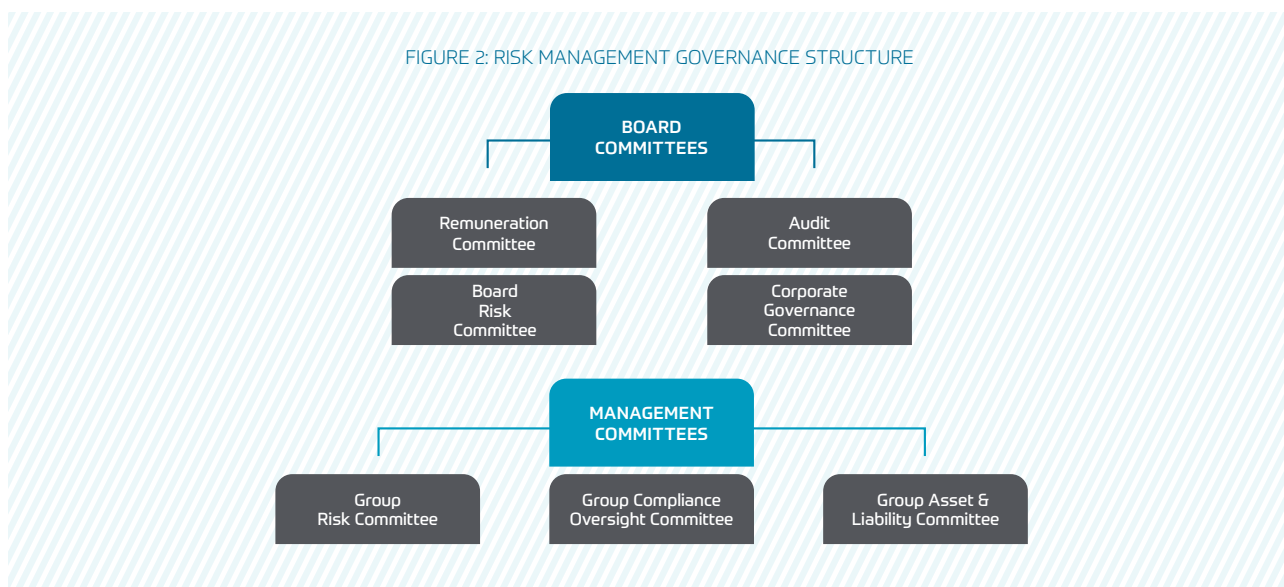 FIGURE 2: RISK MANAGEMENT GOVERNANCE STRUCTURE
BOARD
COMMITTEES
Remuneration
Committee
Audit
Committee
Board
Risk
Committee
Corporate
Governance
Committee
MANAGEMENT
COMMITTEES
Group
Risk Committee
Group Compliance
Oversight Committee
Group Asset &
Liability Committee